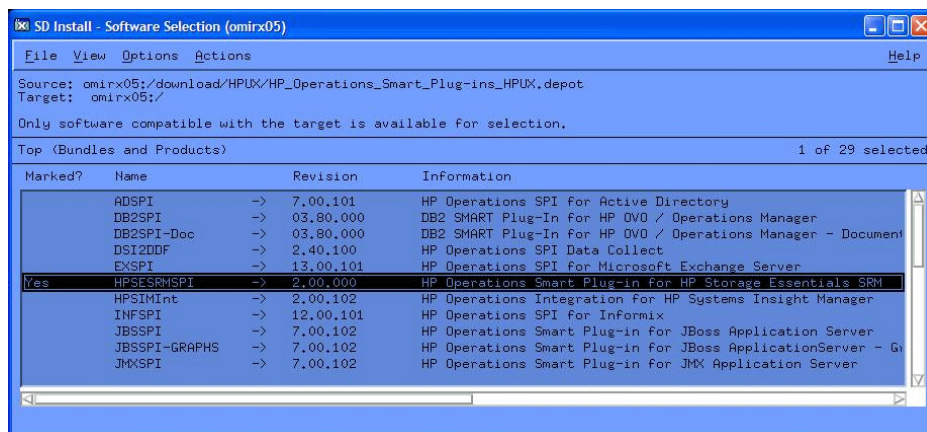 SD Install - Software Selection (omirx05)
File View Options Actions Help
Source: omirx05:/download/HPUX/HP_Operations_Smart_Plug-ins_HPUX.depot
Target: omirx05:/
Only software compatible with the target is available for selection.
Top (Bundles and Products) 1 of 29 selected
Marked? Name Revision Information
ADSPI -> 7.00.101 HP Operations SPI for Active Directory
DB2SPI -> 03.80.000 DB2 SMART Plug-In for HP OVO / Operations Manager
DB2SPI-Doc -> 03.80.000 DB2 SMART Plug-In for HP OVO / Operations Manager - Document
DSI2DDF -> 2.40.100 HP Operations SPI Data Collect
EXSPI -> 13.00.101 HP Operations SPI for Microsoft Exchange Server
Yes HPSESRMSPI -> 2.00.000 HP Operations Smart Plug-in for HP Storage Essentials SRM
HPSIMInt -> 2.00.102 HP Operations Integration for HP Systems Insight Manager
INFSPI -> 12.00.101 HP Operations SPI for Informix
JBSSPI -> 7.00.102 HP Operations Smart Plug-in for JBoss Application Server
JBSSPI-GRAPHS -> 7.00.102 HP Operations Smart Plug-in for JBoss ApplicationServer - G
JMXSPI -> 7.00.102 HP Operations Smart Plug-in for JMX Application Server